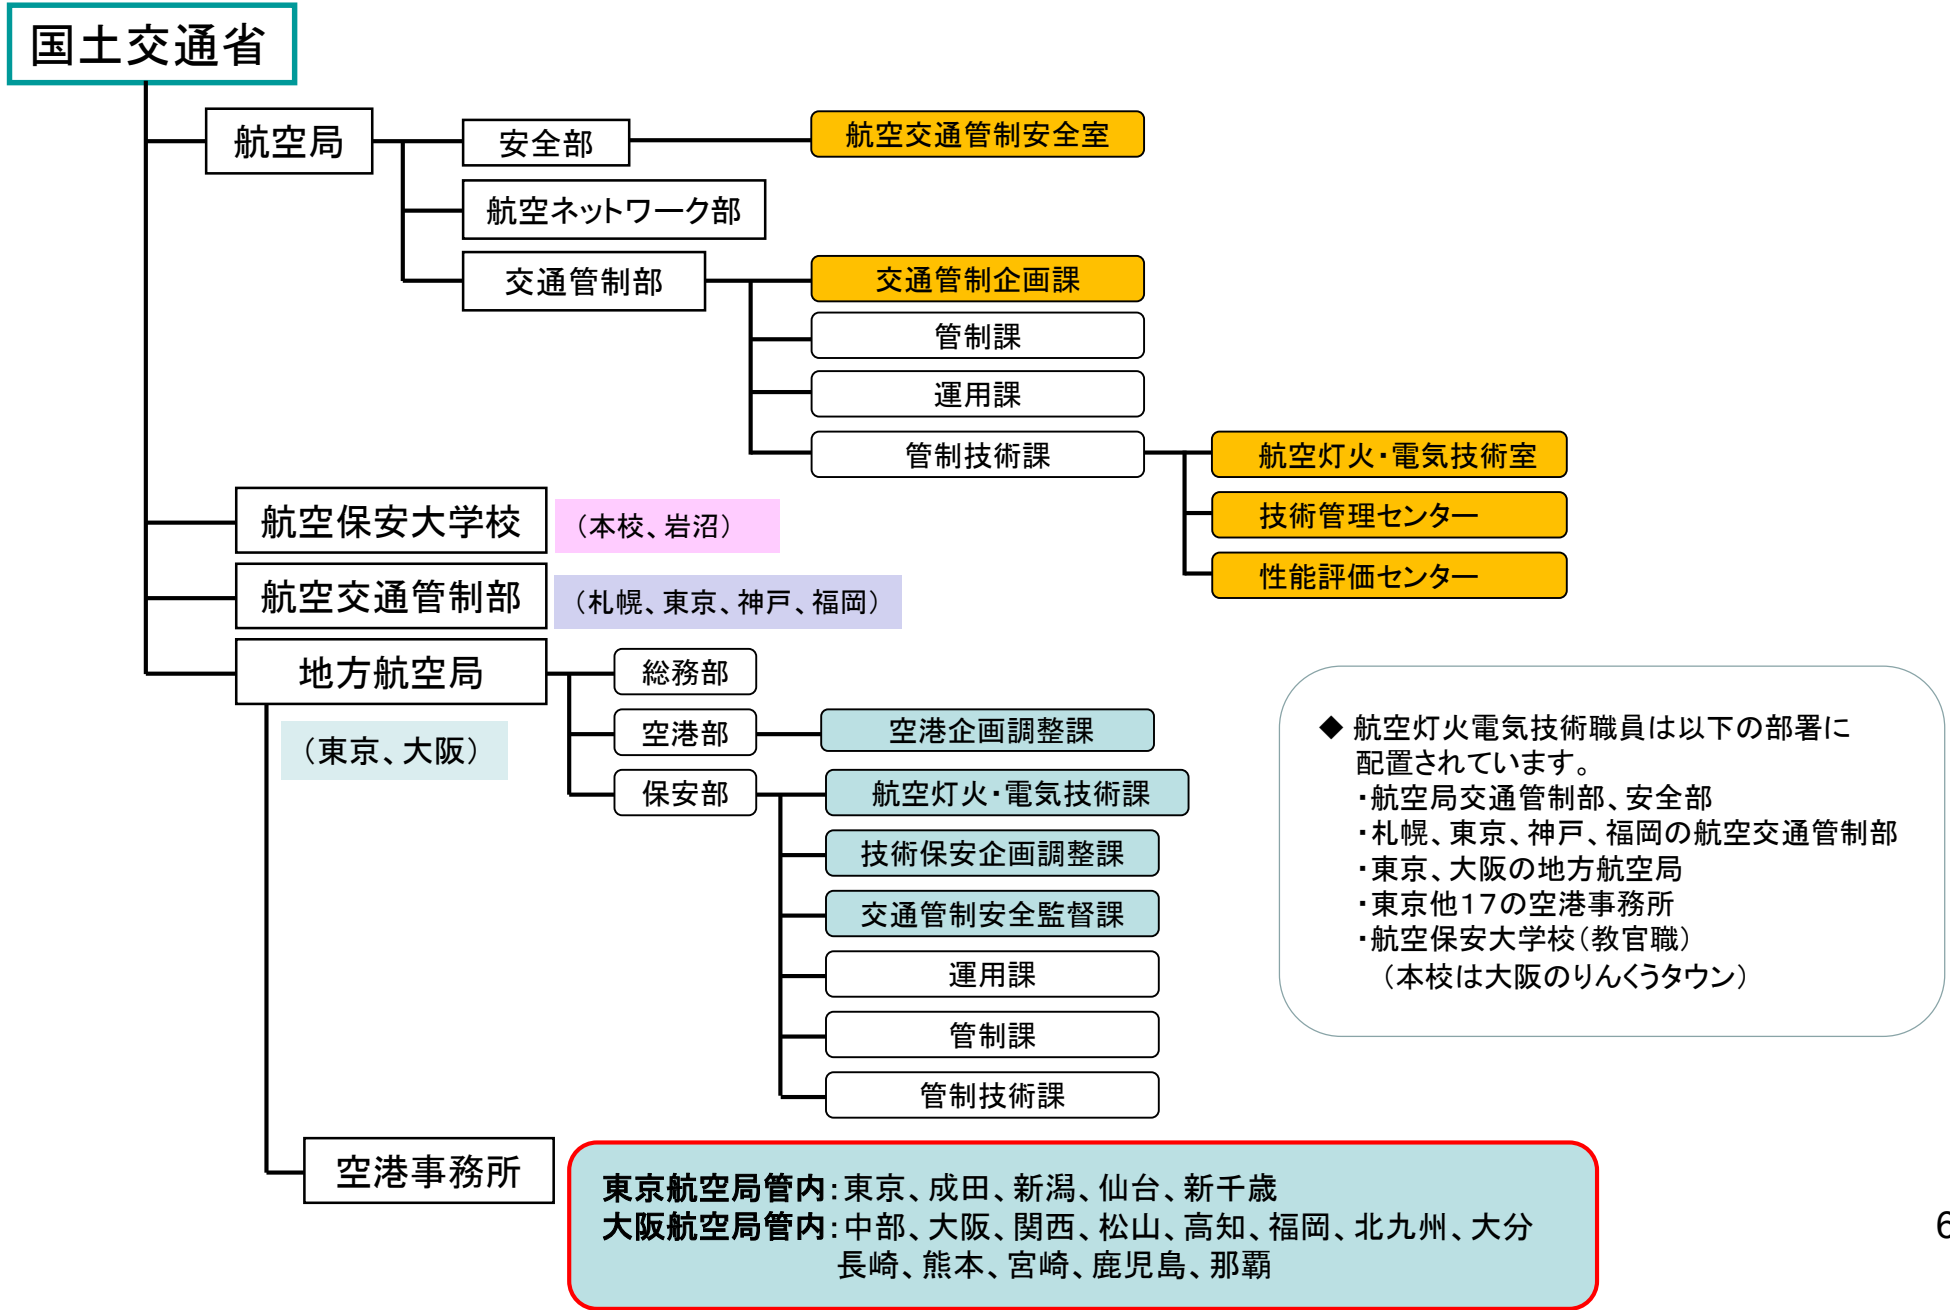 国土交通省
航空局
安全部
航空交通管制安全室
航空ネットワーク部
交通管制部
交通管制企画課
管制課
運用課
管制技術課
航空灯火・電気技術室
技術管理センター
性能評価センター
航空保安大学校
（本校、岩沼）
航空交通管制部
（札幌、東京、神戸、福岡）
地方航空局
（東京、大阪）
総務部
空港部
空港企画調整課
保安部
航空灯火・電気技術課
技術保安企画調整課
交通管制安全監督課
運用課
管制課
管制技術課
◆ 航空灯火電気技術職員は以下の部署に
配置されています。
・航空局交通管制部、安全部
・札幌、東京、神戸、福岡の航空交通管制部
・東京、大阪の地方航空局
・東京他１７の空港事務所
・航空保安大学校（教官職）
（本校は大阪のりんくうタウン）
空港事務所
東京航空局管内：東京、成田、新潟、仙台、新千歳
大阪航空局管内：中部、大阪、関西、松山、高知、福岡、北九州、大分
長崎、熊本、宮崎、鹿児島、那覇
6